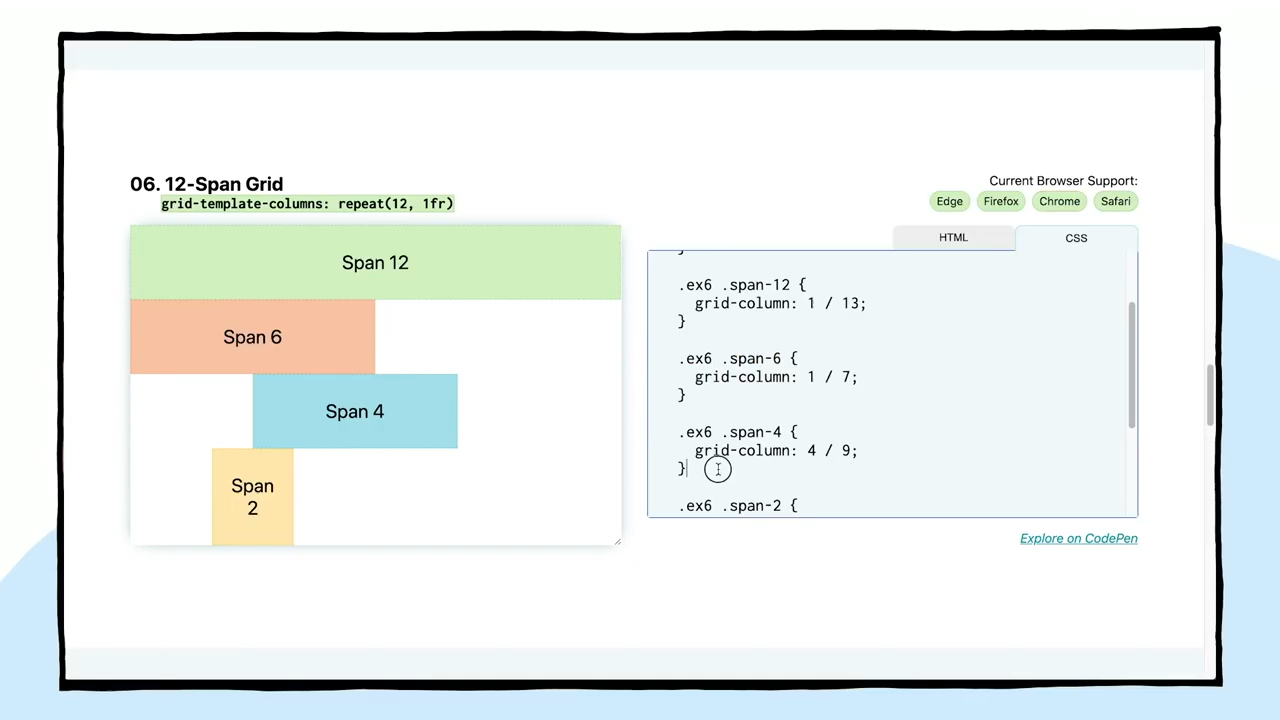 06. 12-Span Grid
grid-template-columns: repeat(12, 1fr)
Current Browser Support:
Edge Firefox Chrome Safari
Span 12
Span 6
Span 4
Span
2
HTML CSS
}
.ex6 .span-12 {
grid-column: 1 / 13;
}
.ex6 .span-6 {
grid-column: 1 / 7;
}
.ex6 .span-4 {
grid-column: 4 / 9;
}
.ex6 .span-2 {
Explore on CodePen